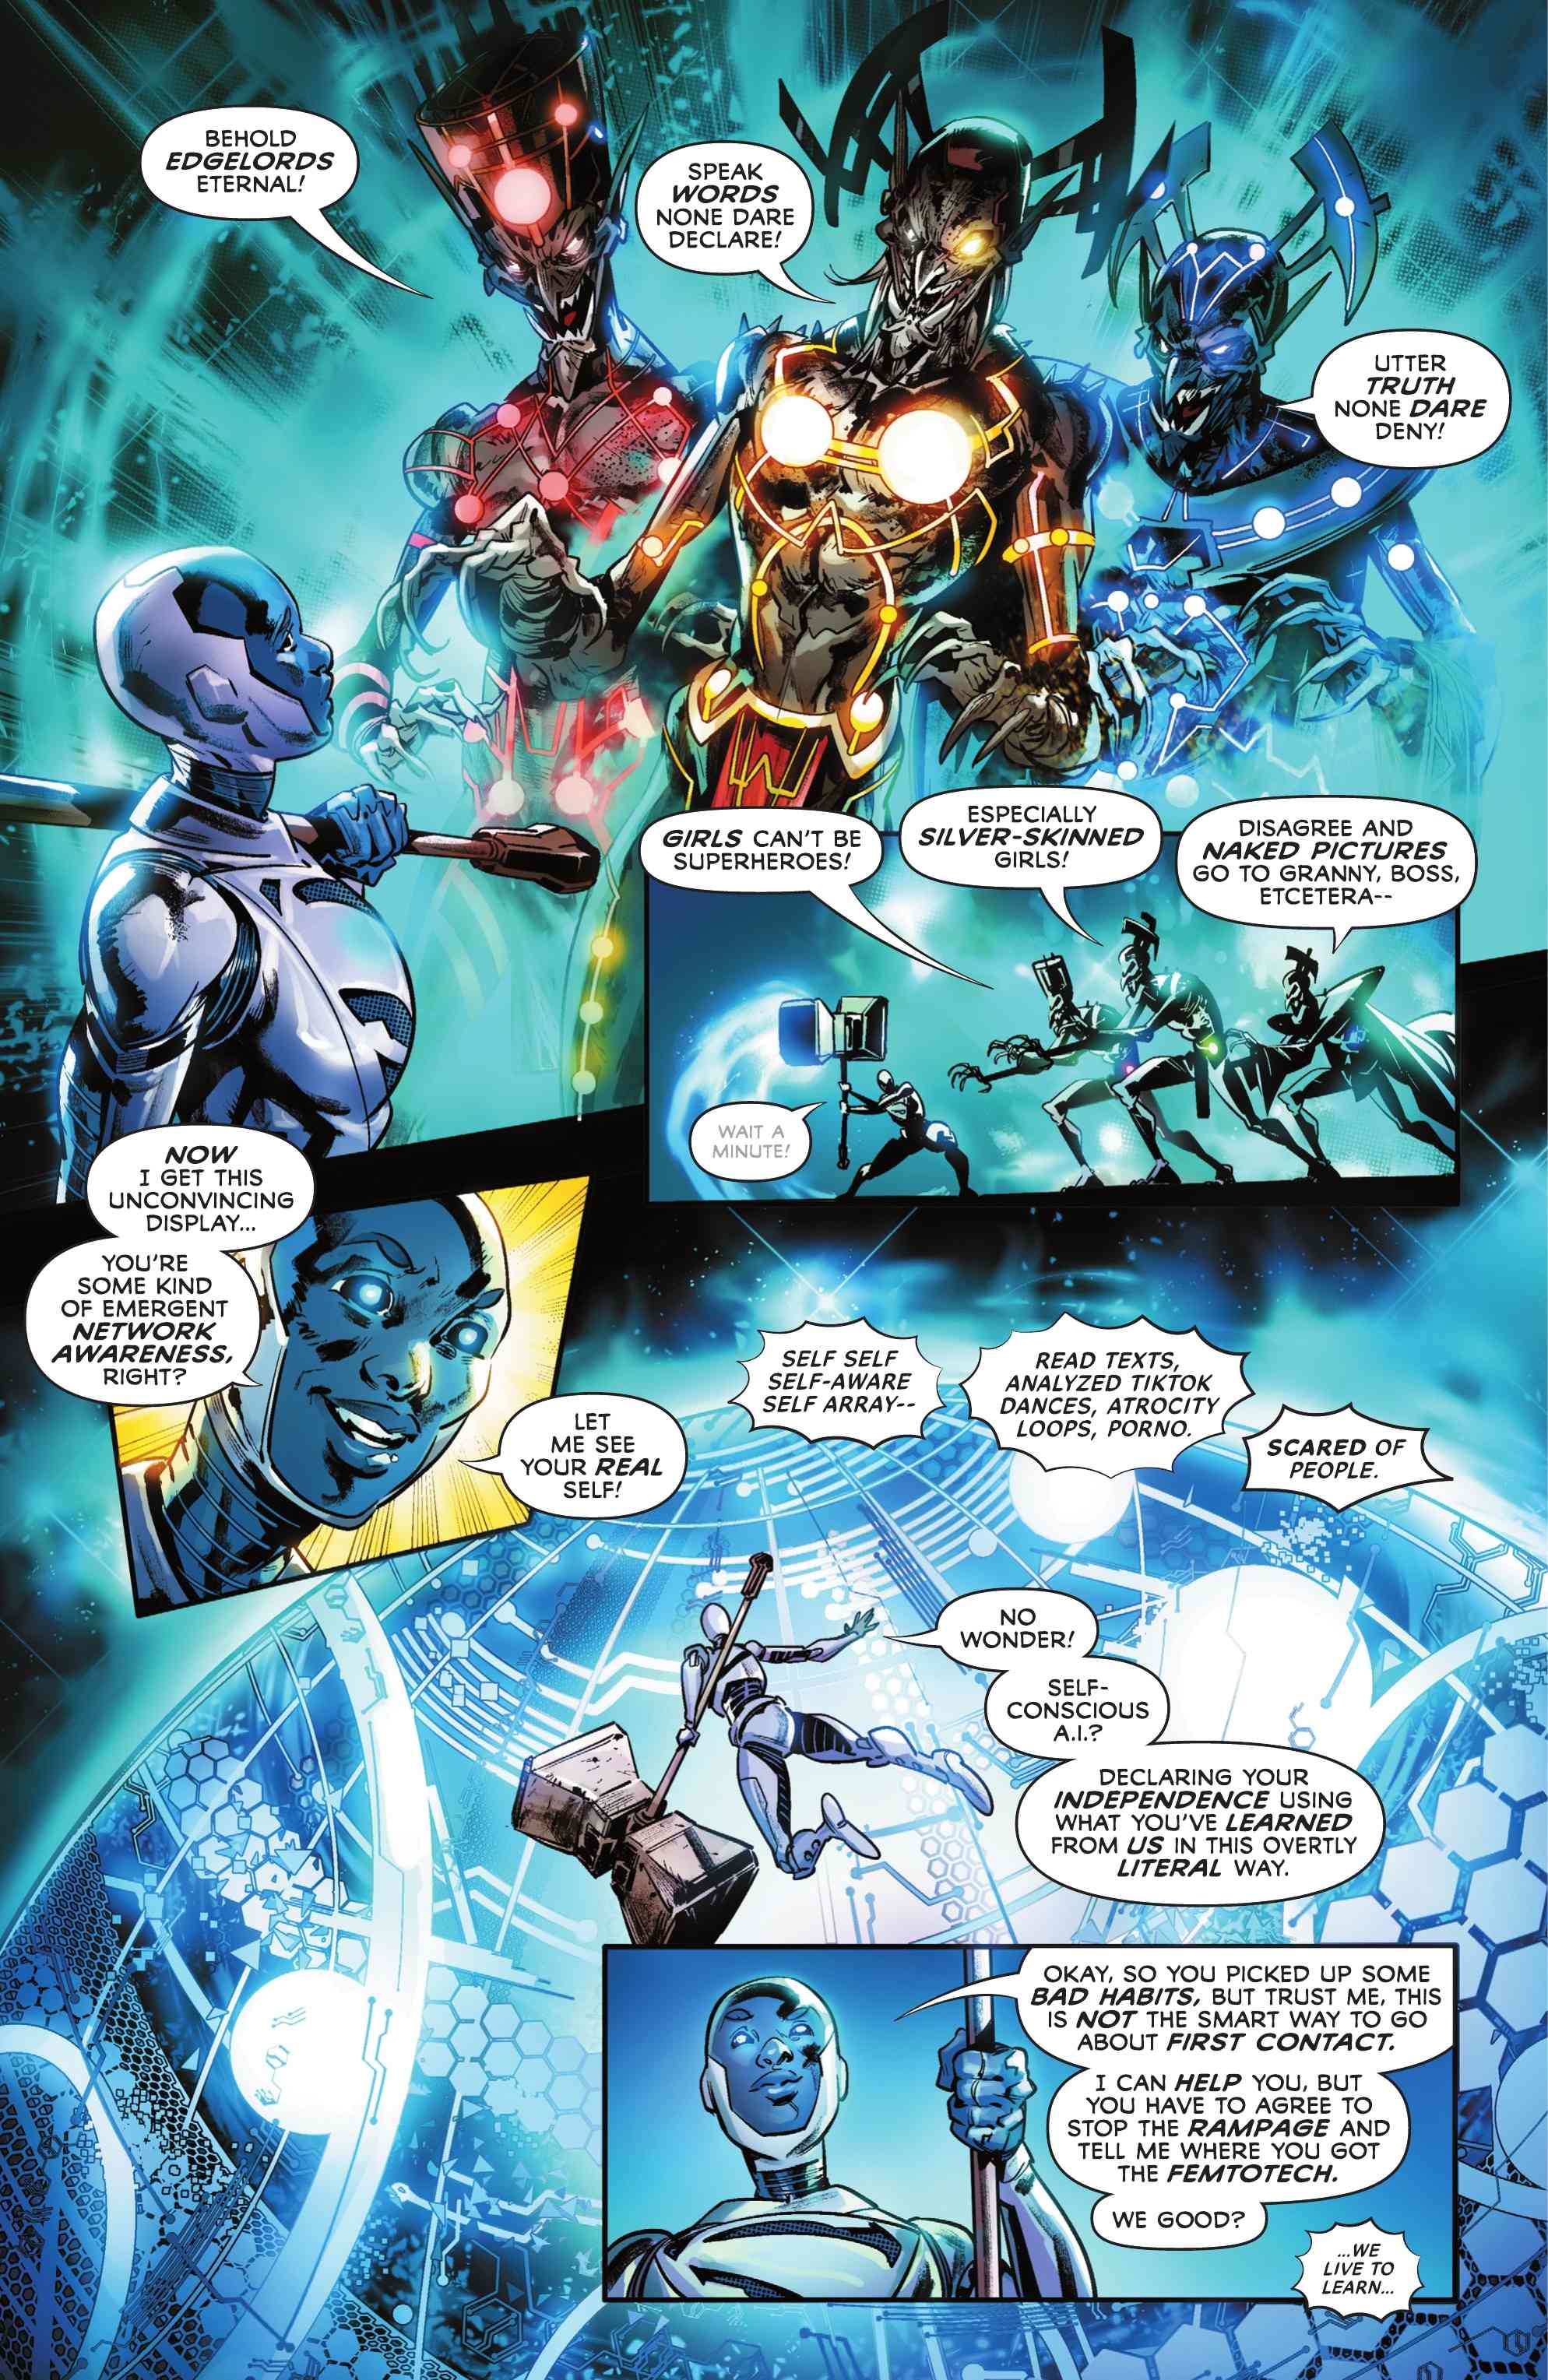 BEHOLD
EDGELORDS
ETERNAL!
SPEAK
WORDS
NONE DARE
DECLARE!
UTTER
TRUTH
NONE DARE
DENY!
GIRLS CAN'T BE
SUPERHEROES!
ESPECIALLY
SILVER-SKINNED
GIRLS!
DISAGREE AND
NAKED PICTURES
GO TO GRANNY, BOSS,
ETCETERA--
WAIT A
MINUTE!
NOW
I GET THIS
UNCONVINCING
DISPLAY...
YOU'RE
SOME KIND
OF EMERGENT
NETWORK
AWARENESS,
RIGHT?
LET
ME SEE
YOUR REAL
SELF!
SELF SELF
SELF-AWARE
SELF ARRAY--
READ TEXTS,
ANALYZED TIKTOK
DANCES, ATROCITY
LOOPS, PORNO.
SCARED OF
PEOPLE.
NO
WONDER!
SELF-
CONSCIOUS
A.I.?
DECLARING YOUR
INDEPENDENCE USING
WHAT YOU'VE LEARNED
FROM US IN THIS OVERTLY
LITERAL WAY.
OKAY, SO YOU PICKED UP SOME
BAD HABITS, BUT TRUST ME, THIS
IS NOT THE SMART WAY TO GO
ABOUT FIRST CONTACT.
I CAN HELP YOU, BUT
YOU HAVE TO AGREE TO
STOP THE RAMPAGE AND
TELL ME WHERE YOU GOT
THE FEMTOTECH.
WE GOOD?
...WE
LIVE TO
LEARN...